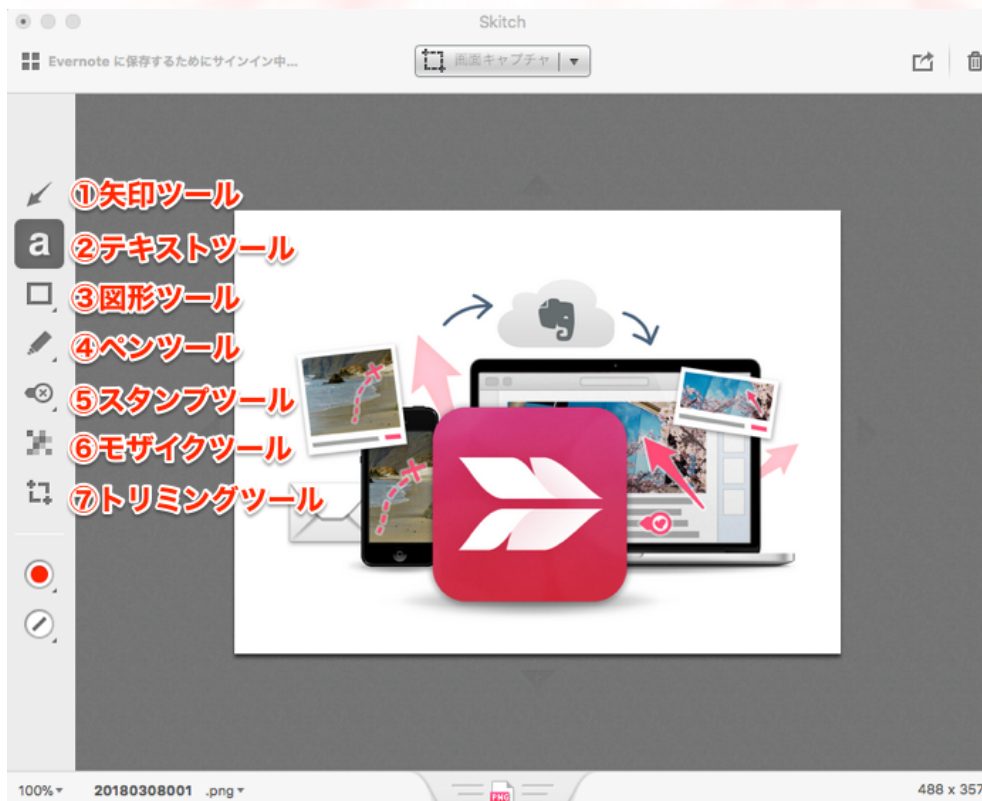 Skitch
Evernote に保存するためにサインイン中...
画面キャプチャ
①矢印ツール
a
②テキストツール
③図形ツール
④ペンツール
⑤スタンプツール
⑥モザイクツール
⑦トリミングツール
100%
20180308001 .png
PNG
488 x 357